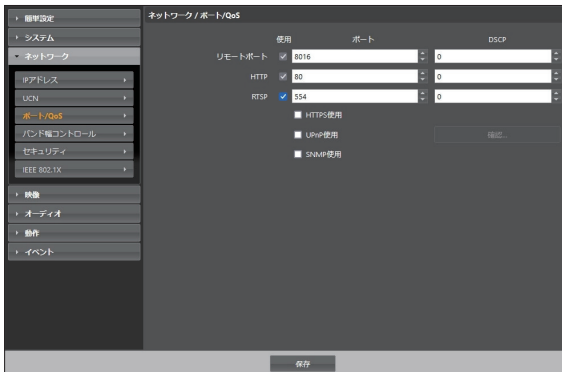 簡単設定
システム
ネットワーク
IPアドレス
UCN
ポート/QoS
バンド幅コントロール
セキュリティ
IEEE 802.1X
映像
オーディオ
動作
イベント
ネットワーク / ポート/QoS
使用 ポート DSCP
リモートポート 8016 0
HTTP 80 0
RTSP 554 0
HTTPS使用
UPnP使用 確認...
SNMP使用
保存